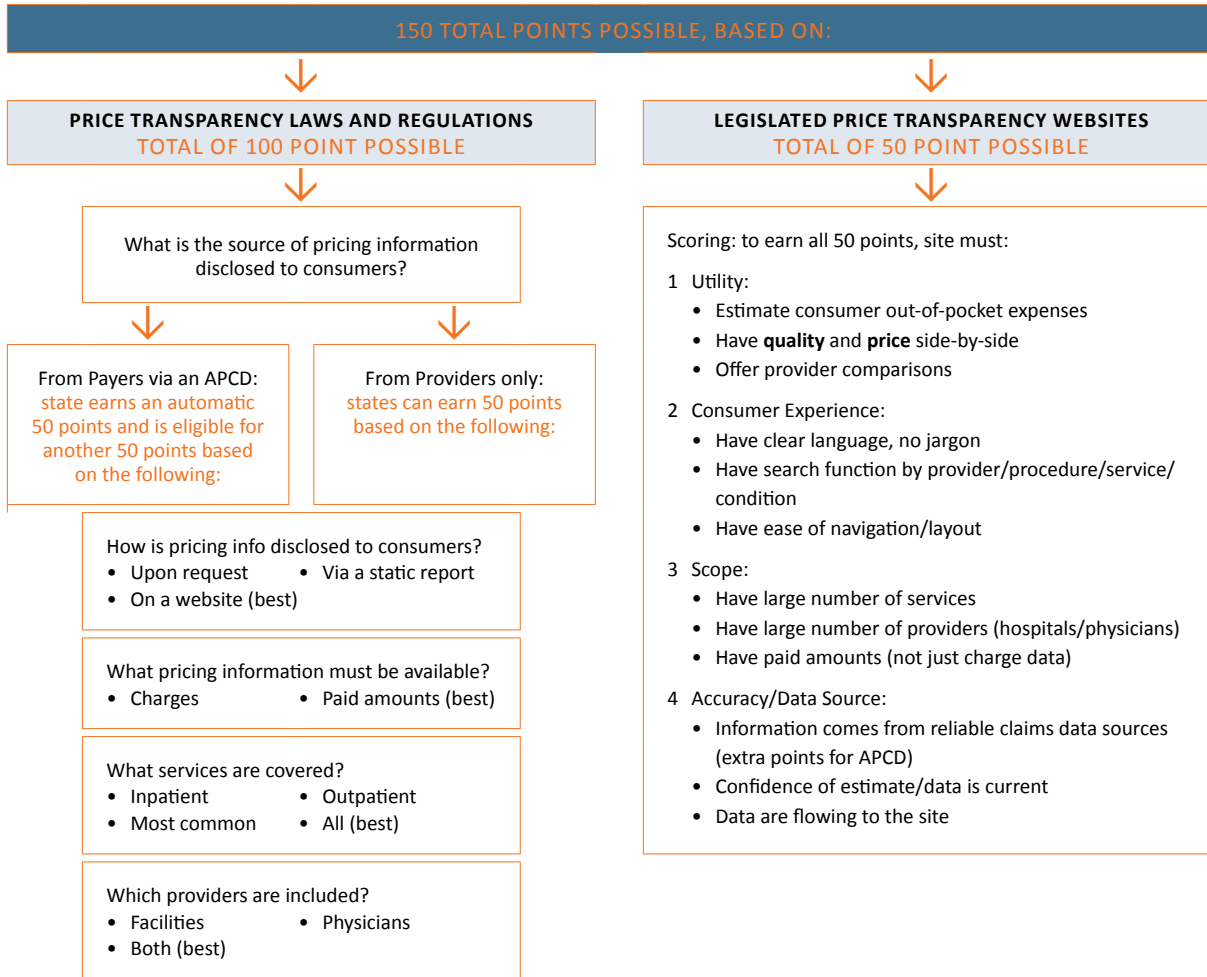 150 TOTAL POINTS POSSIBLE, BASED ON:
PRICE TRANSPARENCY LAWS AND REGULATIONS
TOTAL OF 100 POINT POSSIBLE
What is the source of pricing information
disclosed to consumers?
From Payers via an APCD:
state earns an automatic
50 points and is eligible for
another 50 points based
on the following:
From Providers only:
states can earn 50 points
based on the following:
How is pricing info disclosed to consumers?
• Upon request • Via a static report
• On a website (best)
What pricing information must be available?
• Charges • Paid amounts (best)
What services are covered?
• Inpatient • Outpatient
• Most common • All (best)
Which providers are included?
• Facilities • Physicians
• Both (best)
LEGISLATED PRICE TRANSPARENCY WEBSITES
TOTAL OF 50 POINT POSSIBLE
Scoring: to earn all 50 points, site must:
1 Utility:
• Estimate consumer out-of-pocket expenses
• Have quality and price side-by-side
• Offer provider comparisons
2 Consumer Experience:
• Have clear language, no jargon
• Have search function by provider/procedure/service/
condition
• Have ease of navigation/layout
3 Scope:
• Have large number of services
• Have large number of providers (hospitals/physicians)
• Have paid amounts (not just charge data)
4 Accuracy/Data Source:
• Information comes from reliable claims data sources
(extra points for APCD)
• Confidence of estimate/data is current
• Data are flowing to the site